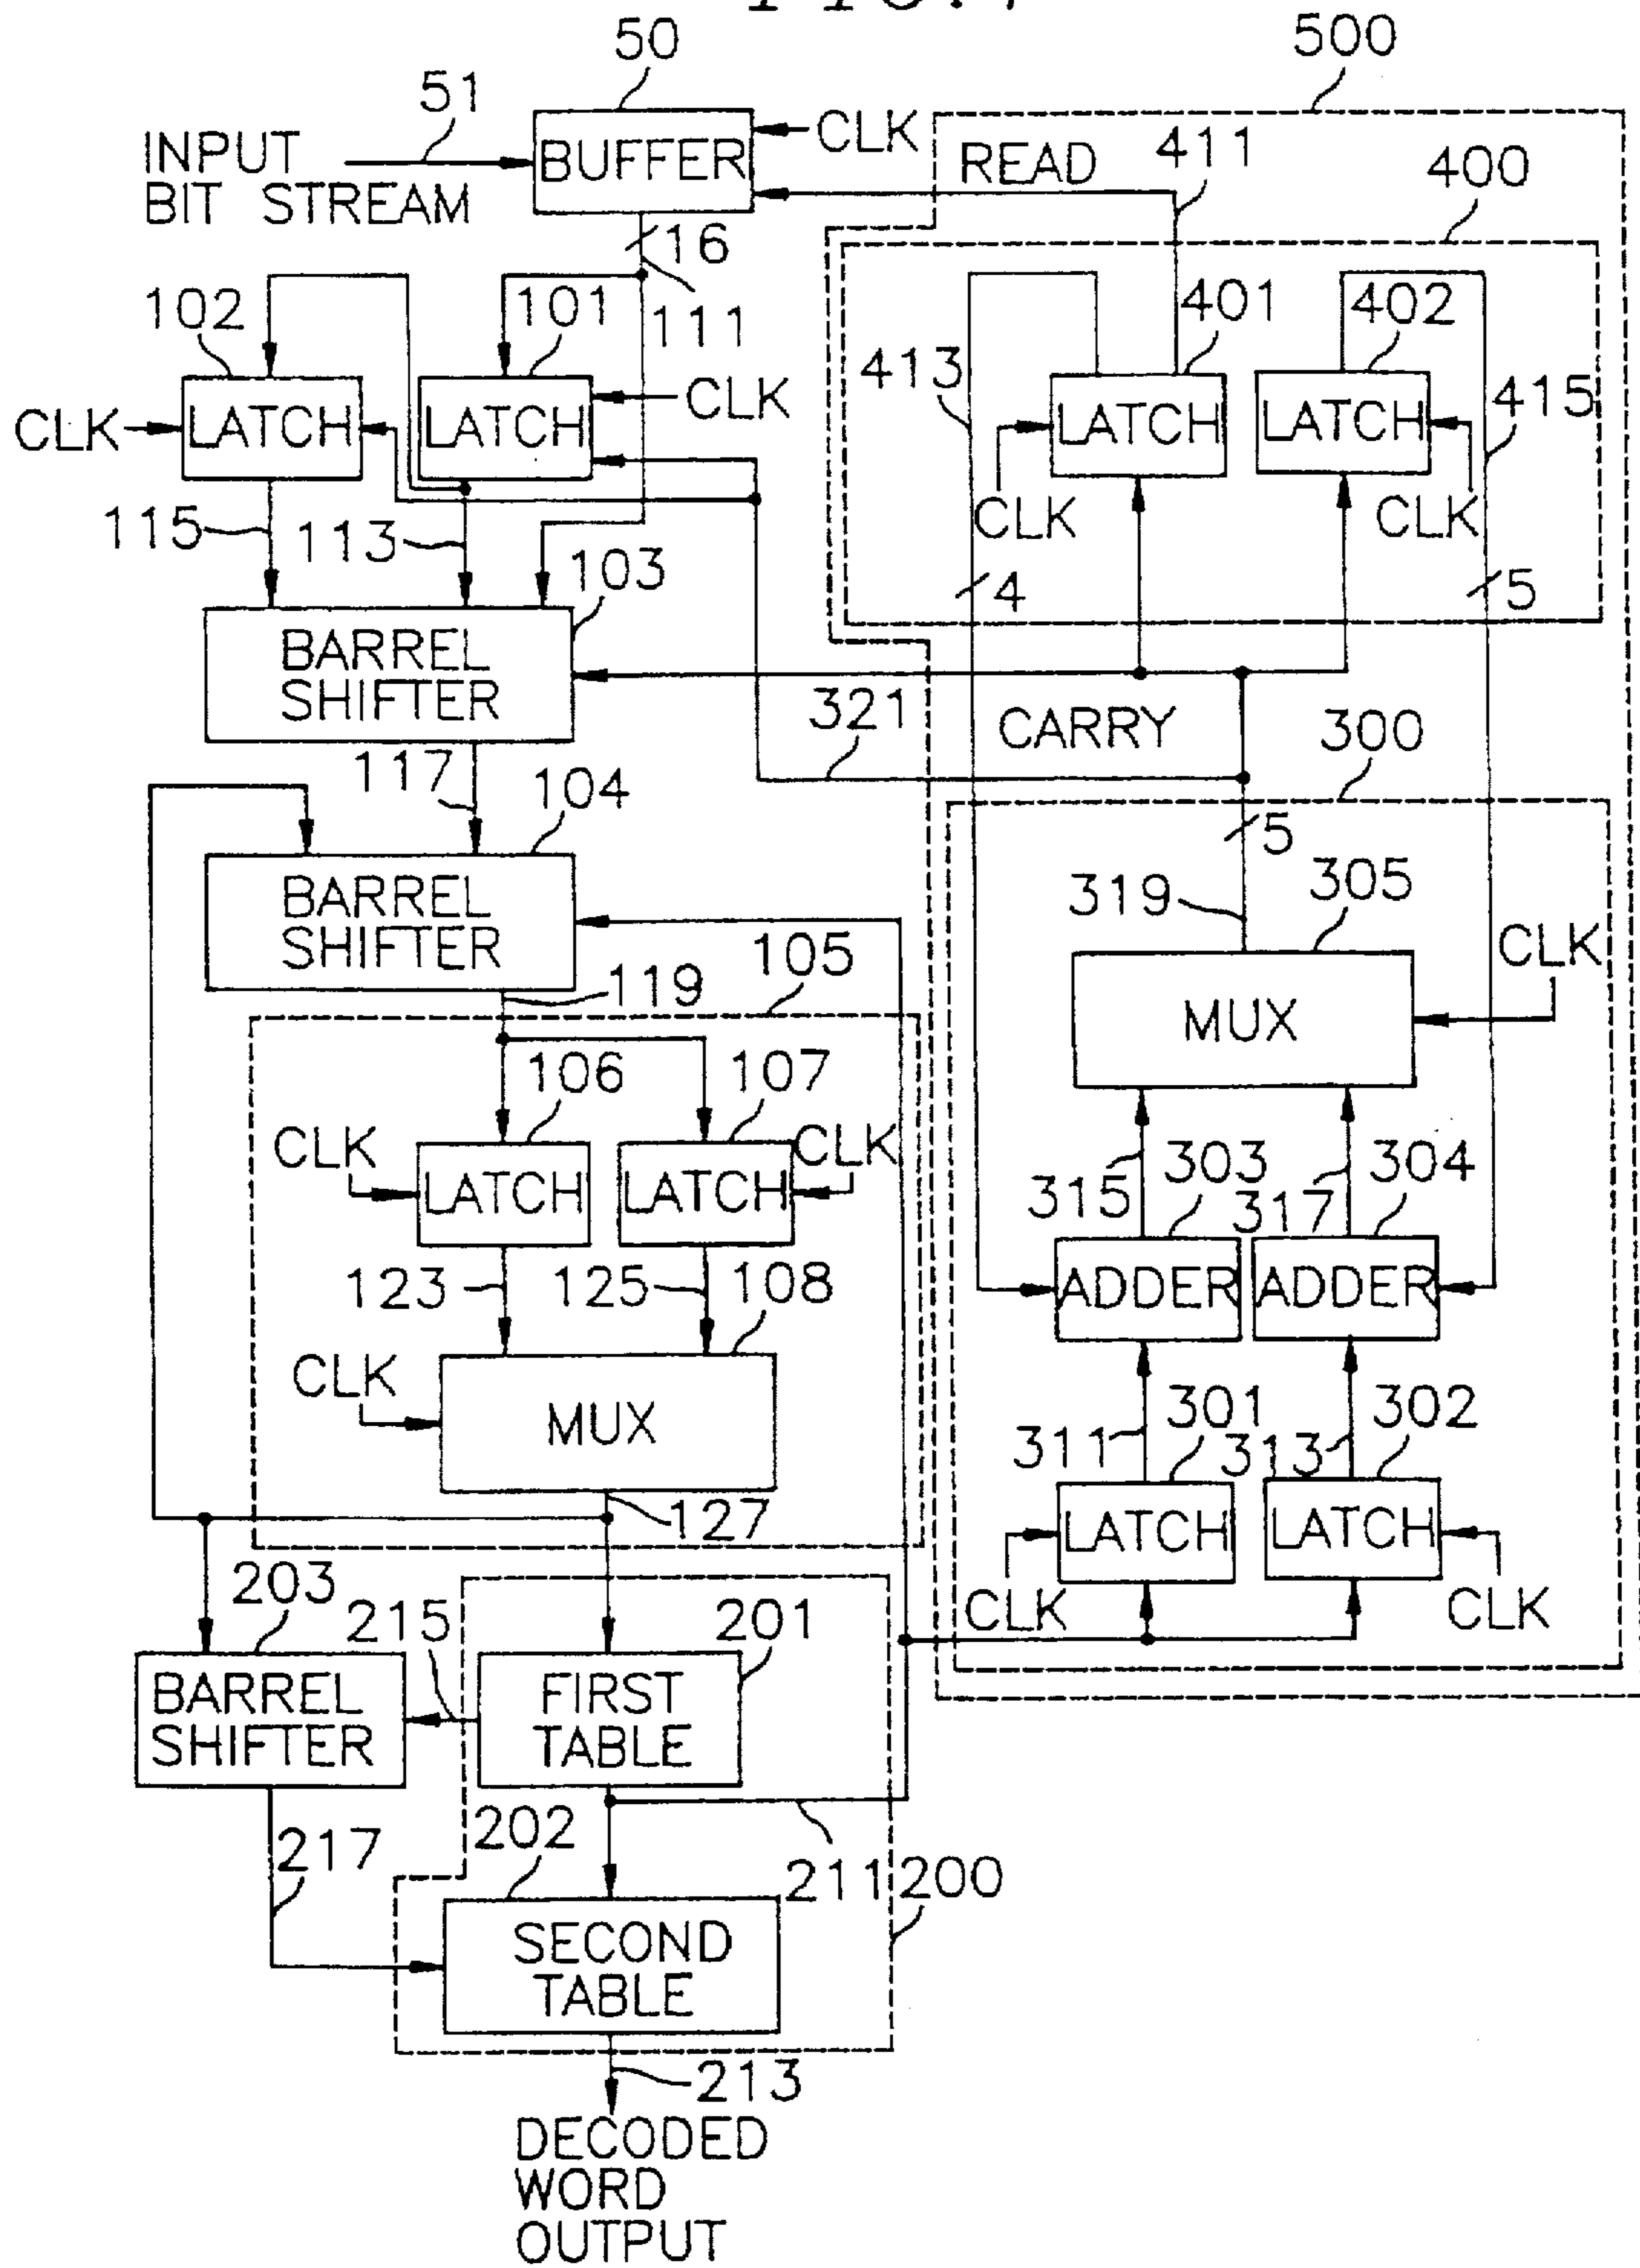 50
500
51
CLK
INPUT
BIT STREAM
BUFFER
READ
411
400
16
102
101
111
401
402
413
415
CLK
LATCH
LATCH
CLK
LATCH
LATCH
CLK
CLK
115
113
103
4
5
BARREL
SHIFTER
321
CARRY
300
117
104
5
BARREL
SHIFTER
319
305
CLK
105
119
MUX
106
107
CLK
CLK
LATCH
LATCH
315
303
317
304
123
125
108
ADDER
ADDER
CLK
MUX
311
301
313
302
127
LATCH
LATCH
203
CLK
CLK
215
201
BARREL
SHIFTER
FIRST
TABLE
217
202
211
200
SECOND
TABLE
213
DECODED
WORD
OUTPUT